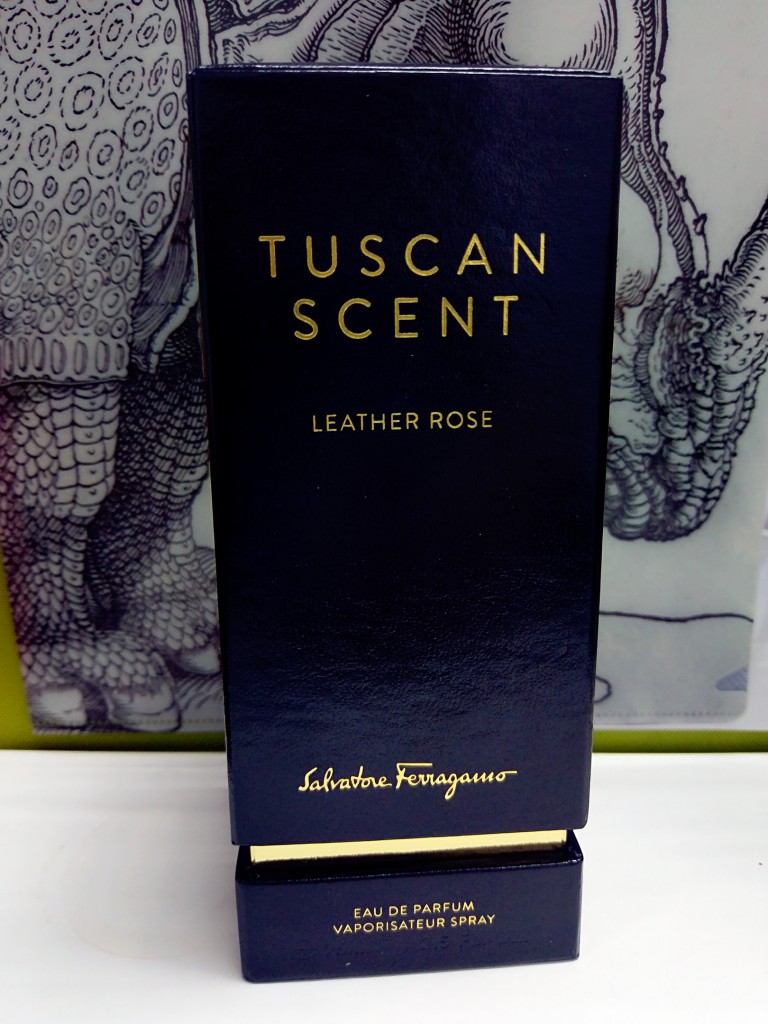 TUSCAN
SCENT
LEATHER ROSE
Salvatore Ferragamo
EAU DE PARFUM
VAPORISATEUR SPRAY